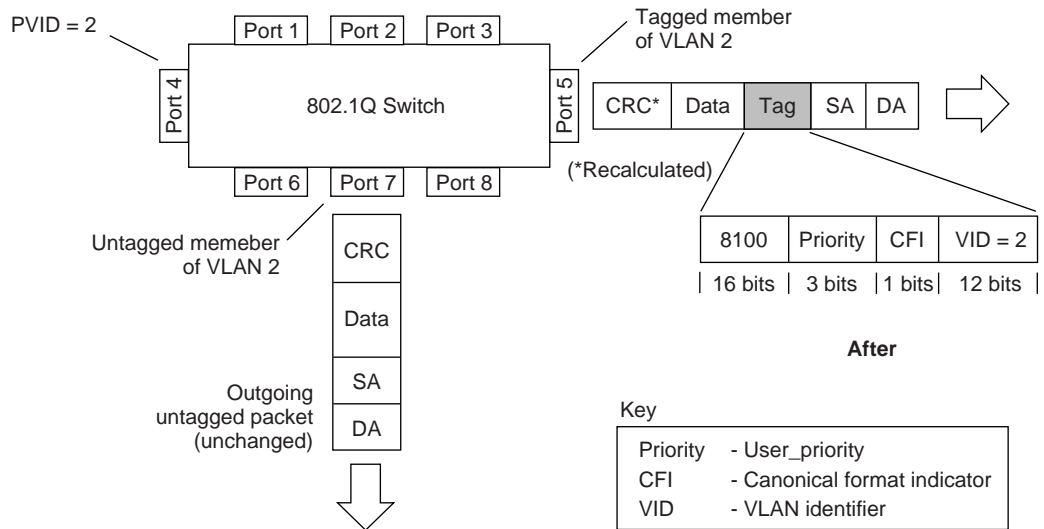 PVID = 2
Port 1
Port 2
Port 3
Tagged member
of VLAN 2
Port 4
802.1Q Switch
Port 5
CRC*
Data
Tag
SA
DA
(*Recalculated)
Port 6
Port 7
Port 8
Untagged memeber
of VLAN 2
CRC
Data
SA
DA
8100
Priority
CFI
VID = 2
16 bits
3 bits
1 bits
12 bits
After
Outgoing
untagged packet
(unchanged)
Key
Priority - User_priority
CFI - Canonical format indicator
VID - VLAN identifier